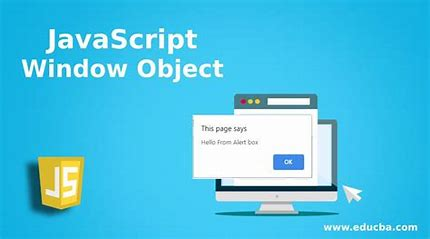 JavaScript
Window Object
This page says
Hello From Alert box
OK
JS
www.educba.com